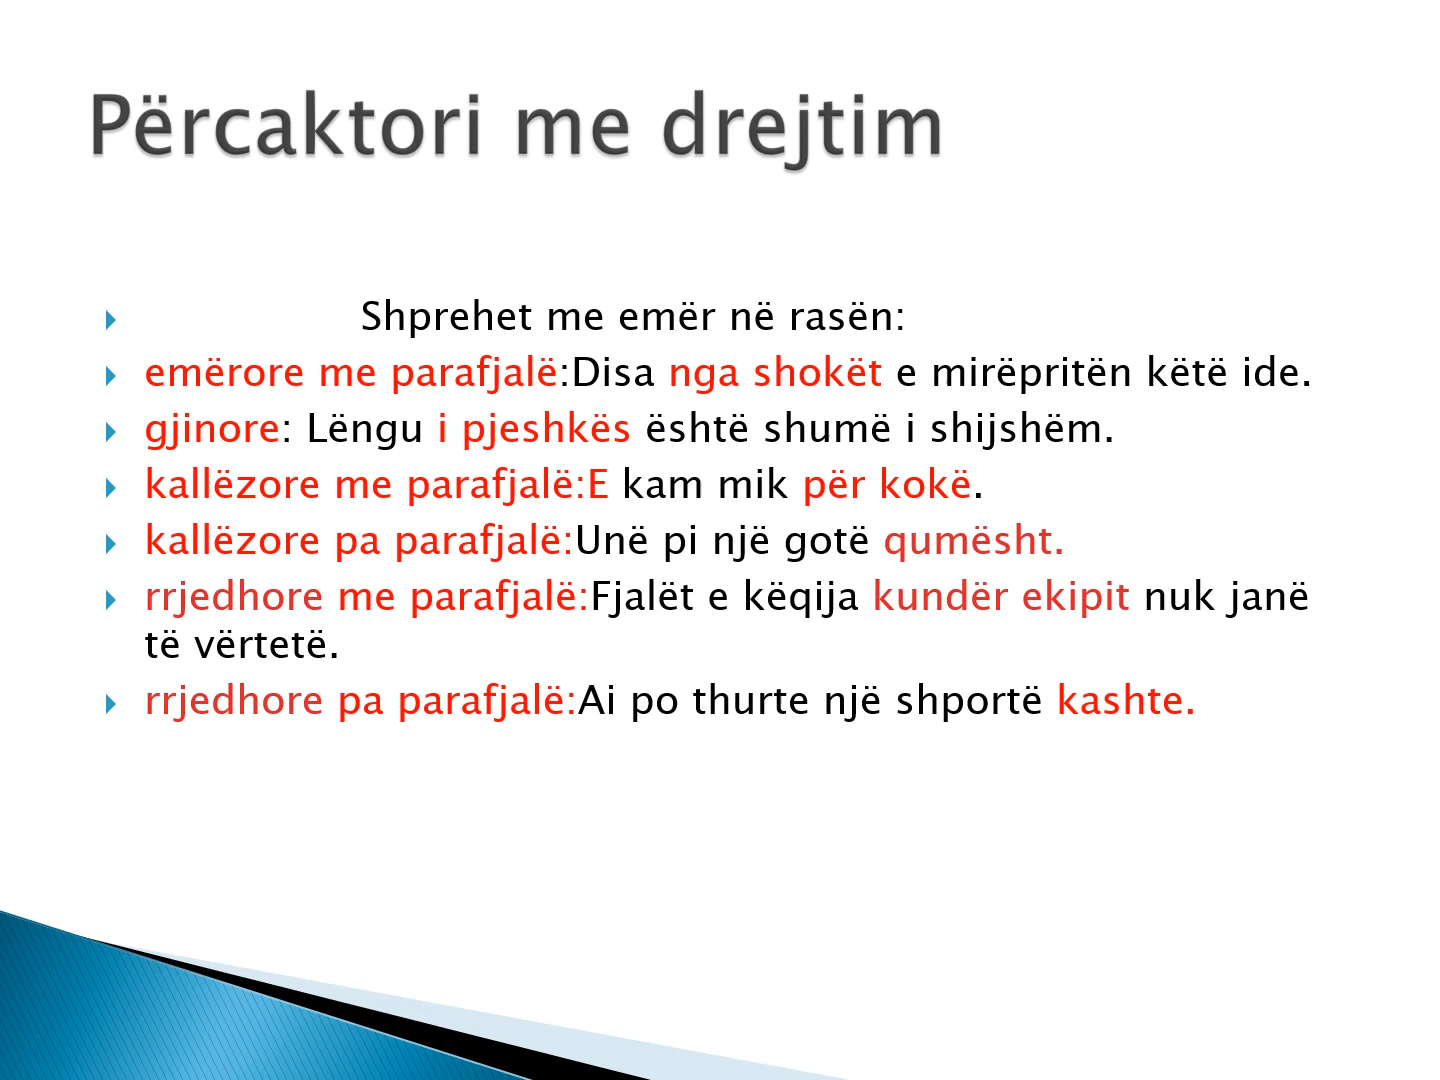 Përcaktori me drejtim
Shprehet me emër në rasën:
emërore me parafjalë:Disa nga shokët e mirëpritën këtë ide.
gjinore: Lëngu i pjeshkës është shumë i shijshëm.
kallëzore me parafjalë:E kam mik për kokë.
kallëzore pa parafjalë:Unë pi një gotë qumësht.
rrjedhore me parafjalë:Fjalët e këqija kundër ekipit nuk janë
të vërtetë.
rrjedhore pa parafjalë:Ai po thurte një shportë kashte.